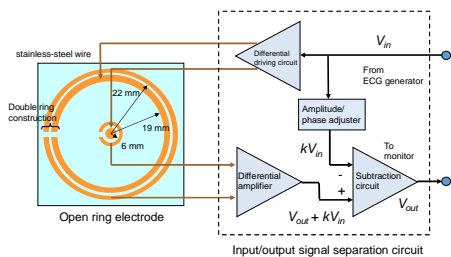 stainless-steel wire
Double ring
construction
22 mm
19 mm
6 mm
Open ring electrode
Differential
driving circuit
V_in
From
ECG generator
Amplitude/
phase adjuster
kV_in
To
monitor
-
+
Differential
amplifier
Subtraction
circuit
V_out
V_out + kV_in
Input/output signal separation circuit